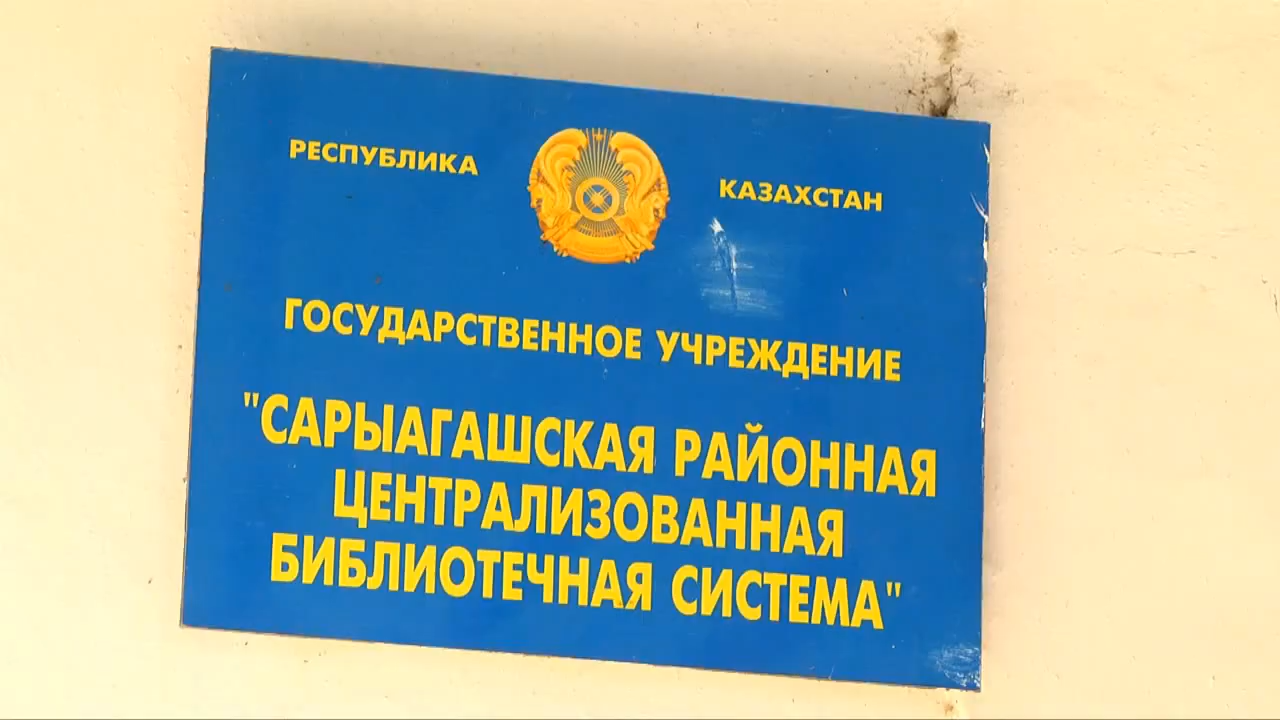 РЕСПУБЛИКА КАЗАХСТАН
ГОСУДАРСТВЕННОЕ УЧРЕЖДЕНИЕ
"САРЫАГАШСКАЯ РАЙОННАЯ
ЦЕНТРАЛИЗОВАННАЯ
БИБЛИОТЕЧНАЯ СИСТЕМА"